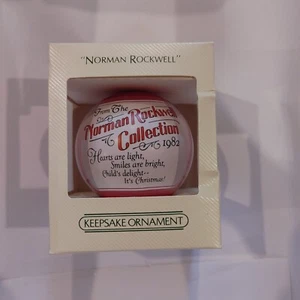 "NORMAN ROCKWELL"
From The
Norman Rockwell
Collection
1982
Hearts are light,
Smiles are bright,
Child's delight--
It's Christmas!
KEEPSAKE ORNAMENT